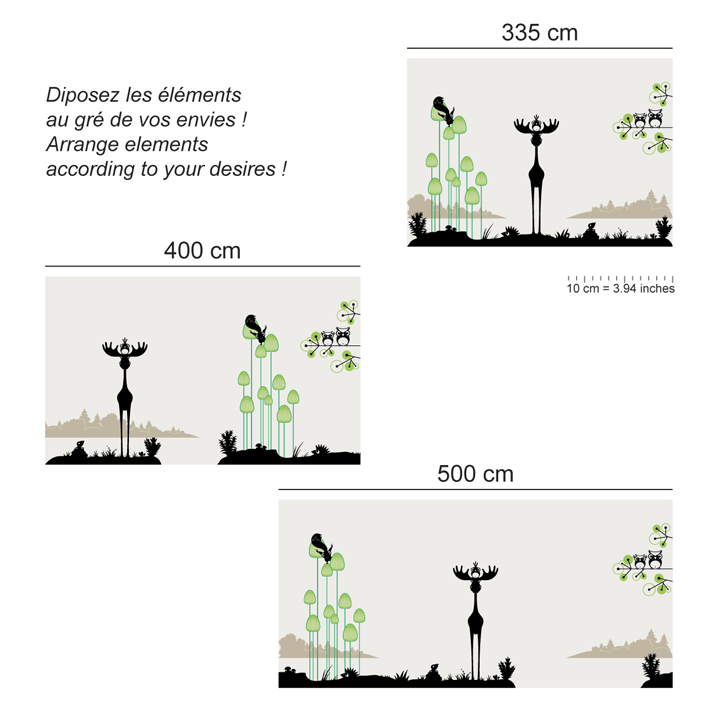 335 cm
Diposez les éléments
au gré de vos envies !
Arrange elements
according to your desires !
400 cm
10 cm = 3.94 inches
500 cm